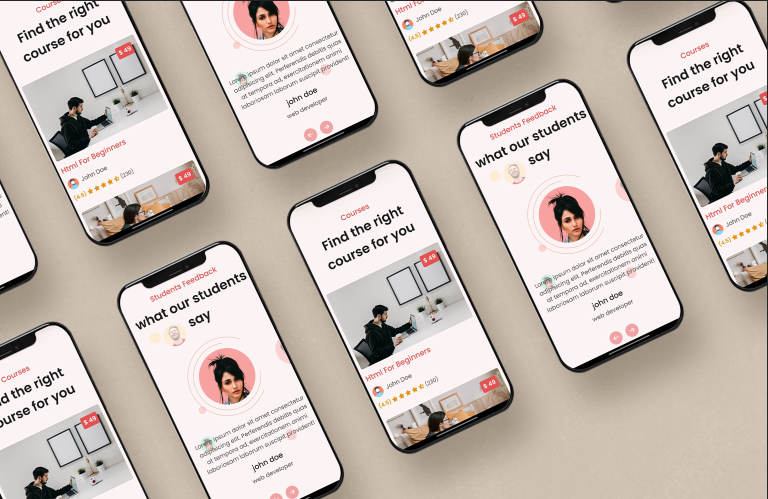 Courses
Find the right
course for you
$ 49
Html For Beginners
John Doe
(4.5) (230)
$ 49
Lorem ipsum dolor sit amet consectetur
adipisicing elit. Perferendis debitis quas
at tempora ad, exercitationem animi
laboriosam laborum suscipit provident!
john doe
web developer
Html For
John Doe
(4.5) (230)
$ 49
Courses
Find the right
course for you
Html For Beginners
John Doe
(4.5)
Students Feedback
what our students
say
Lorem ipsum dolor sit amet consectetur
adipisicing elit. Perferendis debitis quas
at tempora ad, exercitationem animi
laboriosam laborum suscipit provident!
john doe
web developer
Courses
Find the right
course for you
$ 49
Html For Beginners
John Doe
(4.5) (230)
$ 49
Students Feedback
what our students
say
Lorem ipsum dolor sit amet consectetur
adipisicing elit. Perferendis debitis quas
at tempora ad, exercitationem animi
laboriosam laborum suscipit provident!
john doe
web developer
Courses
the right
course for you
$ 49